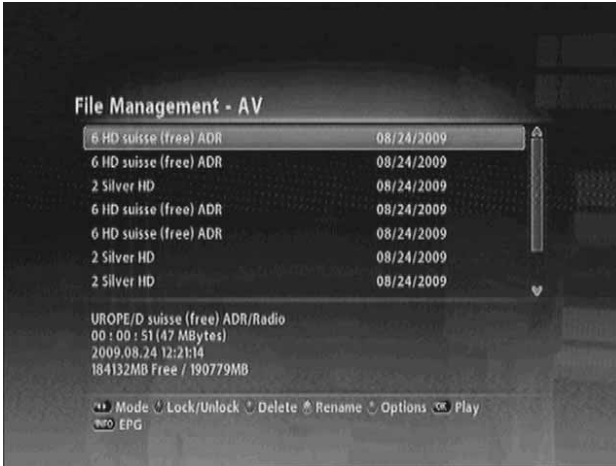 File Management - AV
6 HD suisse (free) ADR 08/24/2009
6 HD suisse (free) ADR 08/24/2009
2 Silver HD 08/24/2009
6 HD suisse (free) ADR 08/24/2009
6 HD suisse (free) ADR 08/24/2009
2 Silver HD 08/24/2009
2 Silver HD 08/24/2009
UROPE/D suisse (free) ADR/Radio
00 : 00 : 51 (47 MBytes)
2009.08.24 12:21:14
184132MB Free / 190779MB
Mode Lock/Unlock Delete Rename Options OK Play
INFO EPG